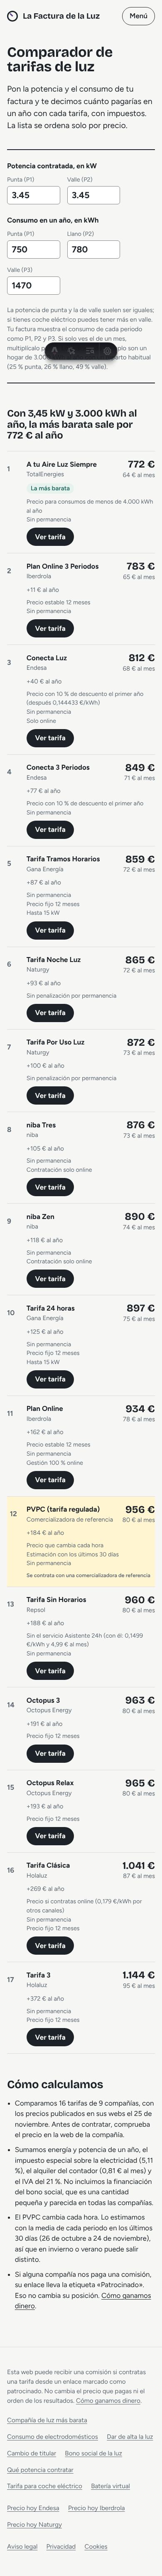 La Factura de la Luz
Menú
Comparador de
tarifas de luz
Pon la potencia y el consumo de tu
factura y te decimos cuánto pagarías en
un año con cada tarifa, con impuestos.
La lista se ordena solo por precio.
Potencia contratada, en kW
Punta (P1)
Valle (P2)
3.45
3.45
Consumo en un año, en kWh
Punta (P1)
Llano (P2)
750
780
Valle (P3)
1470
La potencia de punta y la de valle suelen ser iguales;
si tienes coche eléctrico puedes tener más en valle.
Tu factura muestra el consumo de cada periodo
como P1, P2 y P3. Si solo ves el de un mes,
(25 % punta, 26 % llano, 49 % valle).
Con 3,45 kW y 3.000 kWh al
año, la más barata sale por
772 € al año
1
A tu Aire Luz Siempre
772 €
TotalEnergies
64 € al mes
La más barata
Precio para consumos de menos de 4.000 kWh
al año
Sin permanencia
Ver tarifa
2
Plan Online 3 Periodos
783 €
Iberdrola
65 € al mes
+11 € al año
Precio estable 12 meses
Sin permanencia
Ver tarifa
3
Conecta Luz
812 €
Endesa
68 € al mes
+40 € al año
Precio con 10 % de descuento el primer año
(después 0,144433 €/kWh)
Sin permanencia
Solo online
Ver tarifa
4
Conecta 3 Periodos
849 €
Endesa
71 € al mes
+77 € al año
Precio con 10 % de descuento el primer año
Sin permanencia
Ver tarifa
5
Tarifa Tramos Horarios
859 €
Gana Energía
72 € al mes
+87 € al año
Sin permanencia
Precio fijo 12 meses
Hasta 15 kW
Ver tarifa
6
Tarifa Noche Luz
865 €
Naturgy
72 € al mes
+93 € al año
Sin penalización por permanencia
Ver tarifa
7
Tarifa Por Uso Luz
872 €
Naturgy
73 € al mes
+100 € al año
Sin penalización por permanencia
Ver tarifa
8
niba Tres
876 €
niba
73 € al mes
+105 € al año
Sin permanencia
Contratación solo online
Ver tarifa
9
niba Zen
890 €
niba
74 € al mes
+118 € al año
Sin permanencia
Contratación solo online
Ver tarifa
10
Tarifa 24 horas
897 €
Gana Energía
75 € al mes
+125 € al año
Sin permanencia
Precio fijo 12 meses
Hasta 15 kW
Ver tarifa
11
Plan Online
934 €
Iberdrola
78 € al mes
+162 € al año
Precio estable 12 meses
Sin permanencia
Gestión 100 % online
Ver tarifa
12
PVPC (tarifa regulada)
956 €
Comercializadora de referencia
80 € al mes
+184 € al año
Precio que cambia cada hora
Estimación con los últimos 30 días
Sin permanencia
Se contrata con una comercializadora de referencia
13
Tarifa Sin Horarios
960 €
Repsol
80 € al mes
+188 € al año
Sin el servicio Asistente 24h (con él: 0,1499
€/kWh y 4,99 € al mes)
Sin permanencia
Ver tarifa
14
Octopus 3
963 €
Octopus Energy
80 € al mes
+191 € al año
Precio fijo 12 meses
Ver tarifa
15
Octopus Relax
965 €
Octopus Energy
80 € al mes
+193 € al año
Precio fijo 12 meses
Ver tarifa
16
Tarifa Clásica
1.041 €
Holaluz
87 € al mes
+269 € al año
Precio si contratas online (0,179 €/kWh por
otros canales)
Sin permanencia
Precio fijo 12 meses
Ver tarifa
17
Tarifa 3
1.144 €
Holaluz
95 € al mes
+372 € al año
Sin permanencia
Precio fijo 12 meses
Ver tarifa
Cómo calculamos
Comparamos 16 tarifas de 9 compañías, con
los precios publicados en sus webs el 25 de
noviembre. Antes de contratar, comprueba
el precio en la web de la compañía.
Sumamos energía y potencia de un año, el
impuesto especial sobre la electricidad (5,11
%), el alquiler del contador (0,81 € al mes) y
el IVA del 21 %. No incluimos la financiación
del bono social, que es una cantidad
pequeña y parecida en todas las compañías.
El PVPC cambia cada hora. Lo estimamos
con la media de cada periodo en los últimos
30 días (26 de octubre a 24 de noviembre),
así que en invierno o verano puede salir
distinto.
Si alguna compañía nos paga una comisión,
su enlace lleva la etiqueta «Patrocinado».
Eso no cambia su posición. Cómo ganamos
dinero.
Esta web puede recibir una comisión si contratas
una tarifa desde un enlace marcado como
patrocinado. No cambia el precio que pagas ni el
orden de los resultados. Cómo ganamos dinero.
Compañía de luz más barata
Consumo de electrodomésticos
Dar de alta la luz
Cambio de titular
Bono social de la luz
Qué potencia contratar
Tarifa para coche eléctrico
Batería virtual
Precio hoy Endesa
Precio hoy Iberdrola
Precio hoy Naturgy
Aviso legal
Privacidad
Cookies